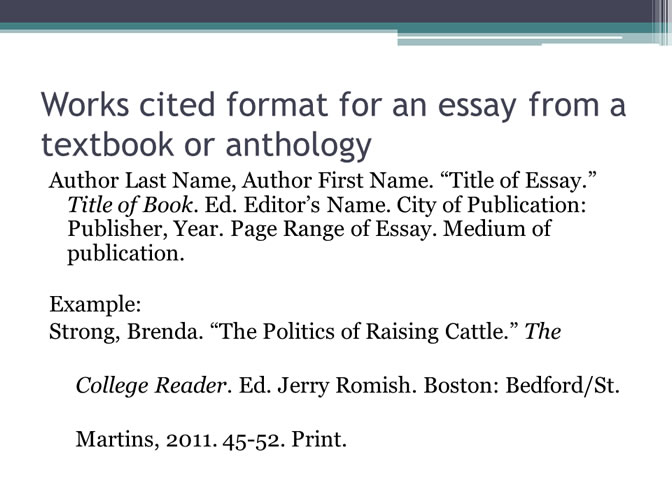 Works cited format for an essay from a
textbook or anthology
Author Last Name, Author First Name. “Title of Essay.”
Title of Book. Ed. Editor’s Name. City of Publication:
Publisher, Year. Page Range of Essay. Medium of
publication.
Example:
Strong, Brenda. “The Politics of Raising Cattle.” The
College Reader. Ed. Jerry Romish. Boston: Bedford/St.
Martins, 2011. 45-52. Print.